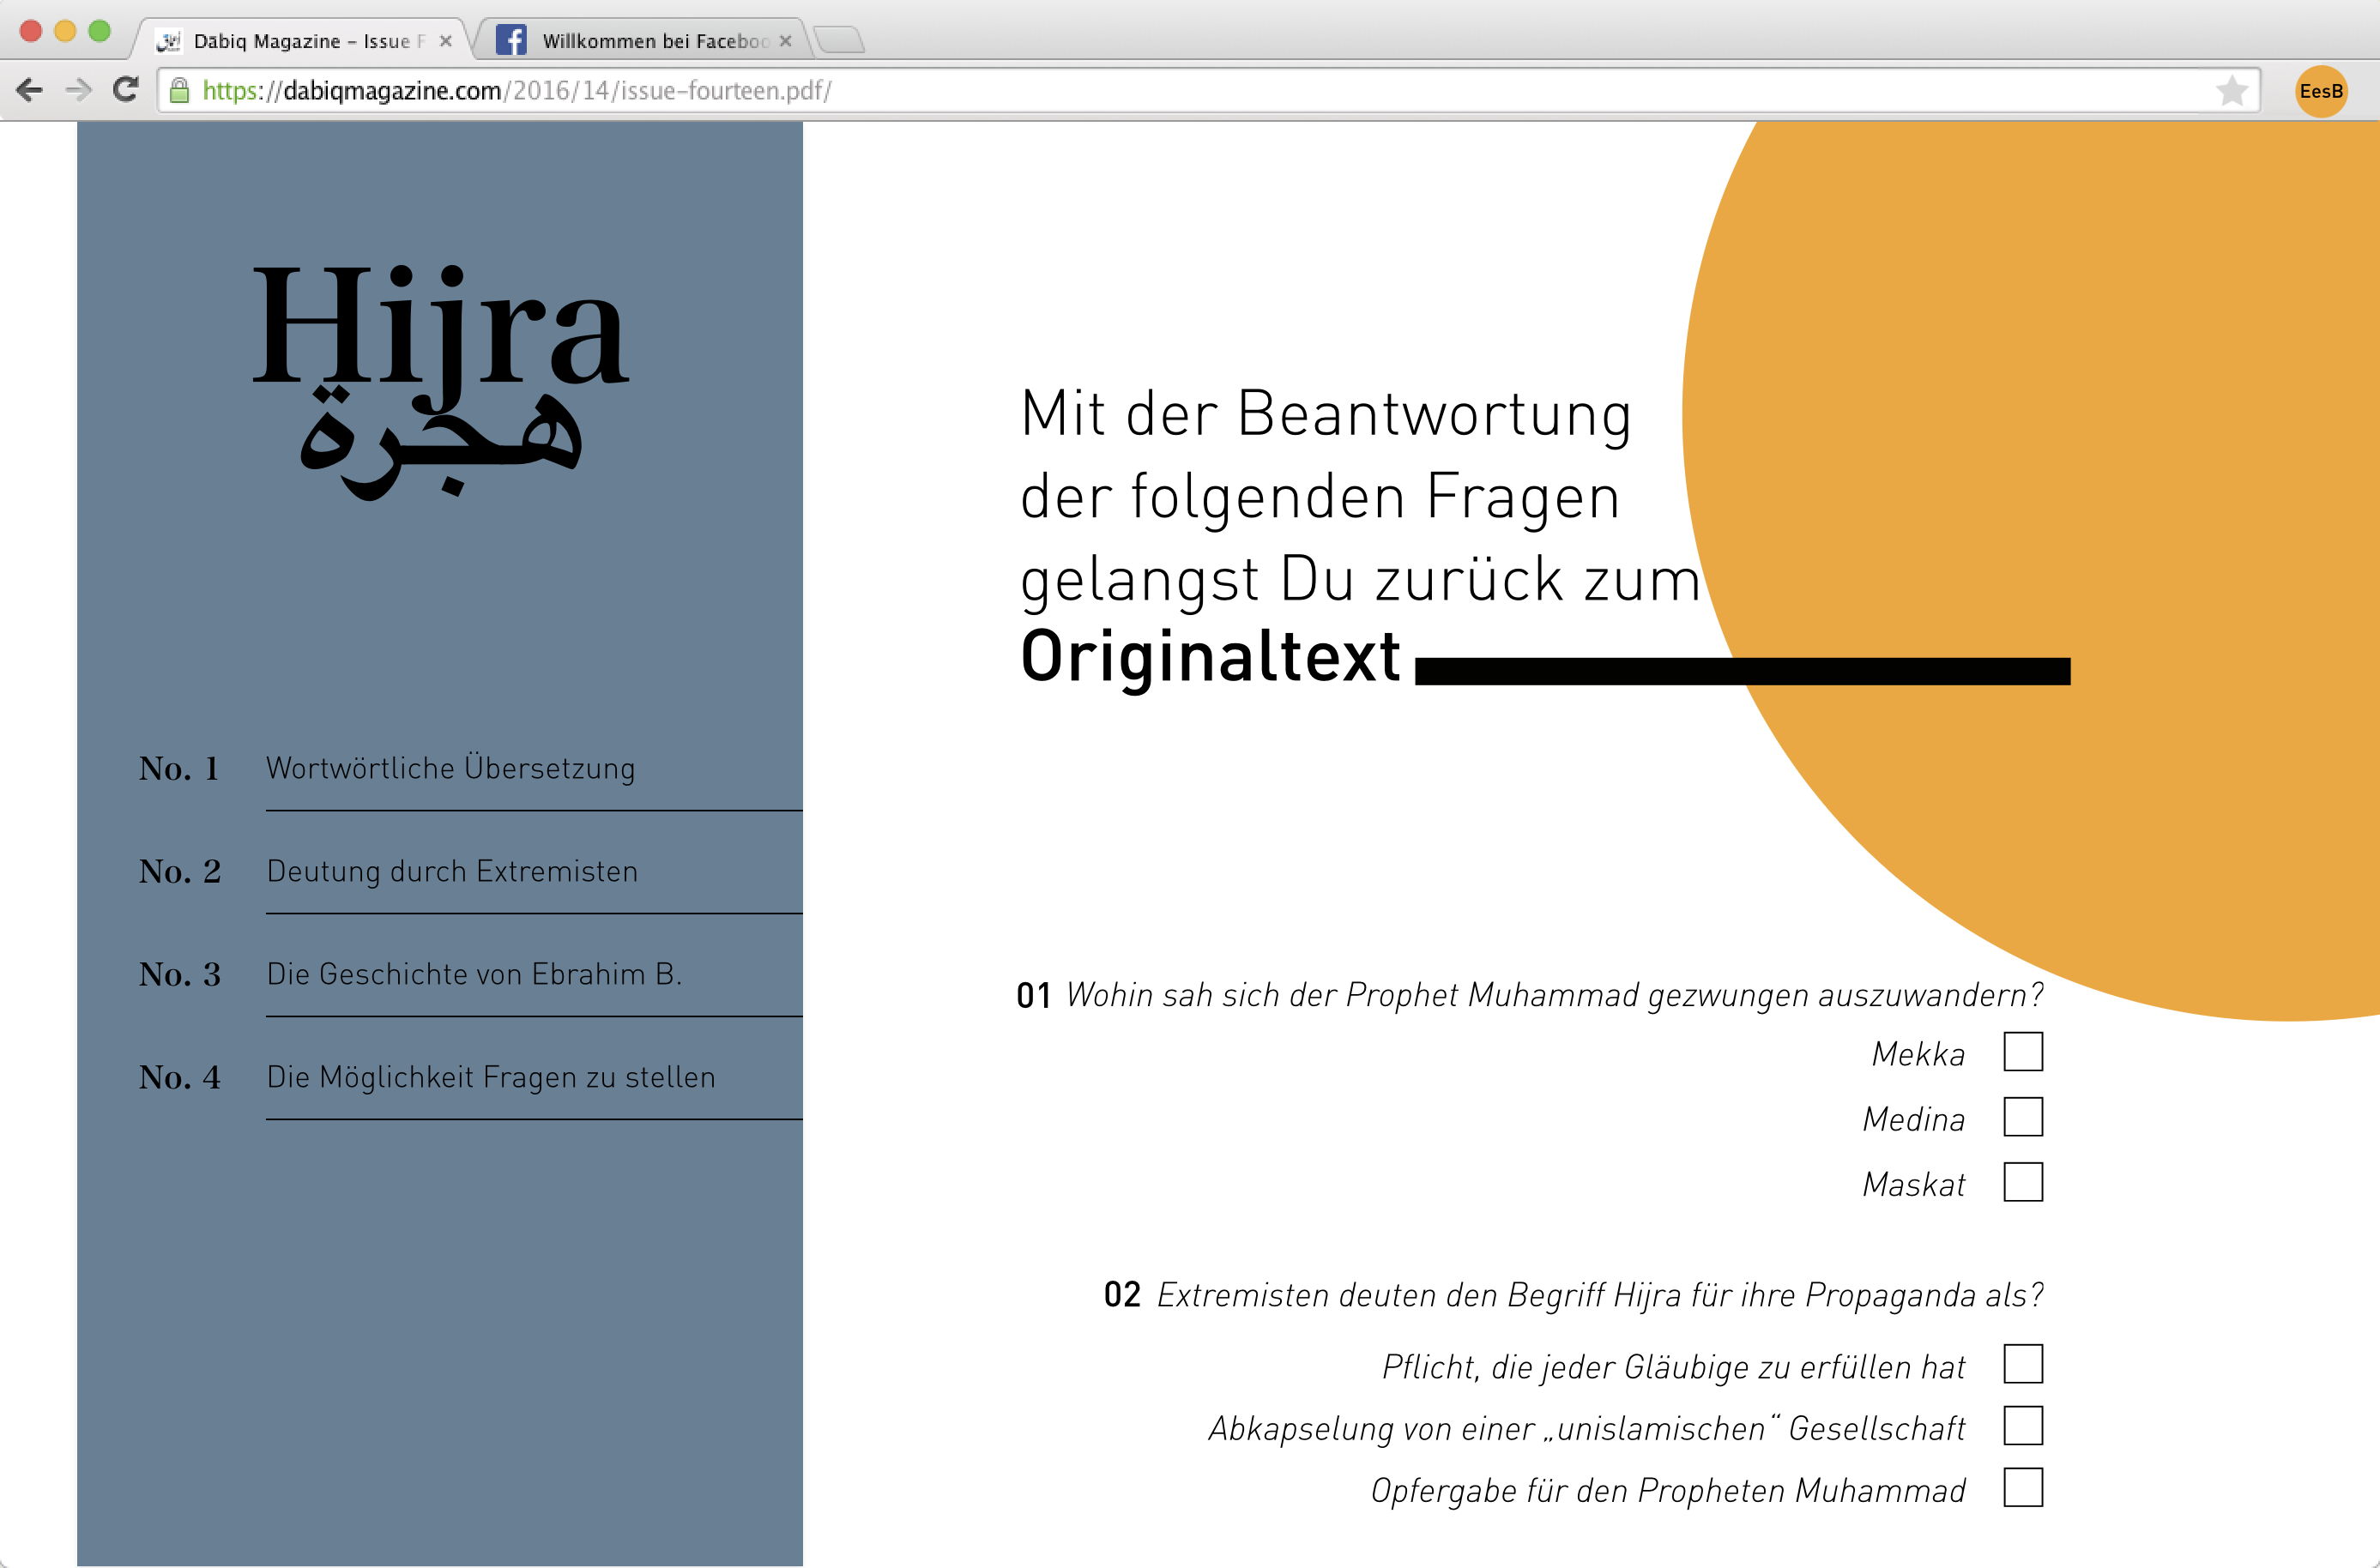 Dabiq Magazine – Issue F
Willkommen bei Faceboo
https://dabiqmagazine.com/2016/14/issue-fourteen.pdf/
EesB
Hijra
هجرة
No. 1 Wortwörtliche Übersetzung
No. 2 Deutung durch Extremisten
No. 3 Die Geschichte von Ebrahim B.
No. 4 Die Möglichkeit Fragen zu stellen
Mit der Beantwortung
der folgenden Fragen
gelangst Du zurück zum
Originaltext
01 Wohin sah sich der Prophet Muhammad gezwungen auszuwandern?
Mekka
Medina
Maskat
02 Extremisten deuten den Begriff Hijra für ihre Propaganda als?
Pflicht, die jeder Gläubige zu erfüllen hat
Abkapselung von einer „unislamischen“ Gesellschaft
Opfergabe für den Propheten Muhammad